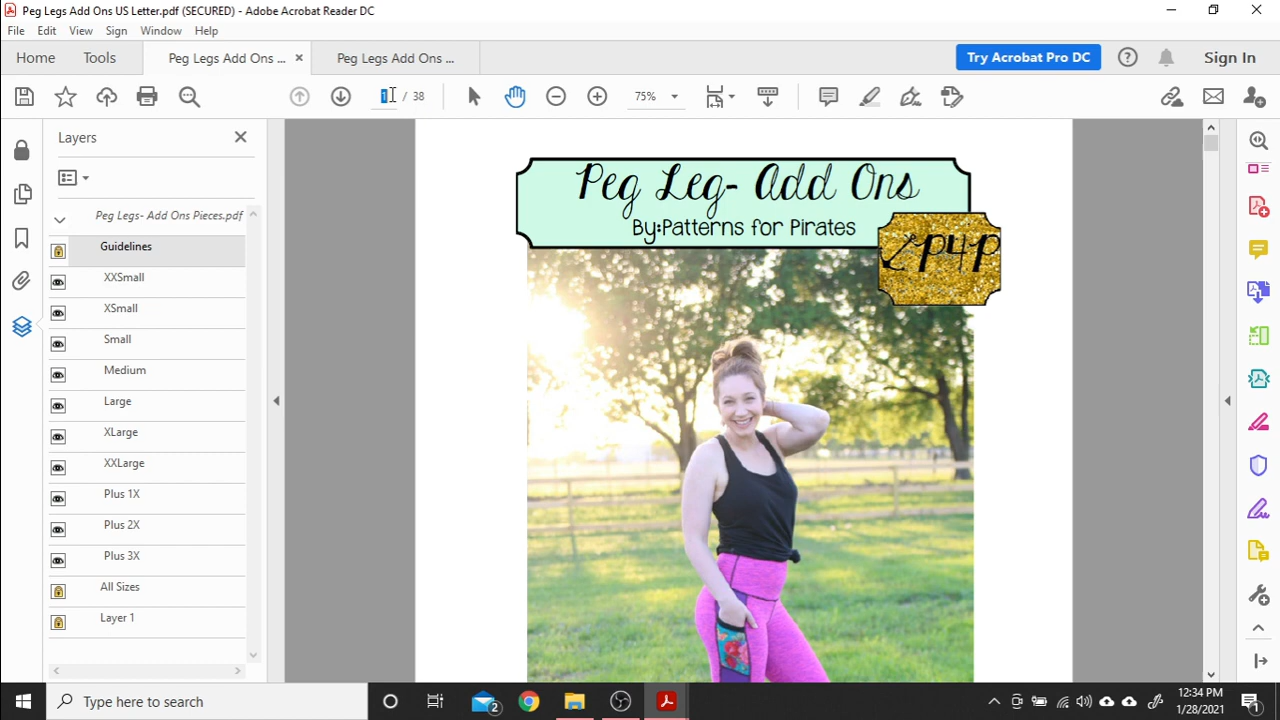 Peg Legs Add Ons US Letter.pdf (SECURED) - Adobe Acrobat Reader DC
File Edit View Sign Window Help
Home Tools Peg Legs Add Ons ... Peg Legs Add Ons ... Try Acrobat Pro DC Sign In
1 / 38 75%
Layers
Peg Legs- Add Ons Pieces.pdf
Guidelines
XXSmall
XSmall
Small
Medium
Large
XLarge
XXLarge
Plus 1X
Plus 2X
Plus 3X
All Sizes
Layer 1
Peg Leg- Add Ons
By:Patterns for Pirates
P4P
Type here to search
2
12:34 PM
1/28/2021
1